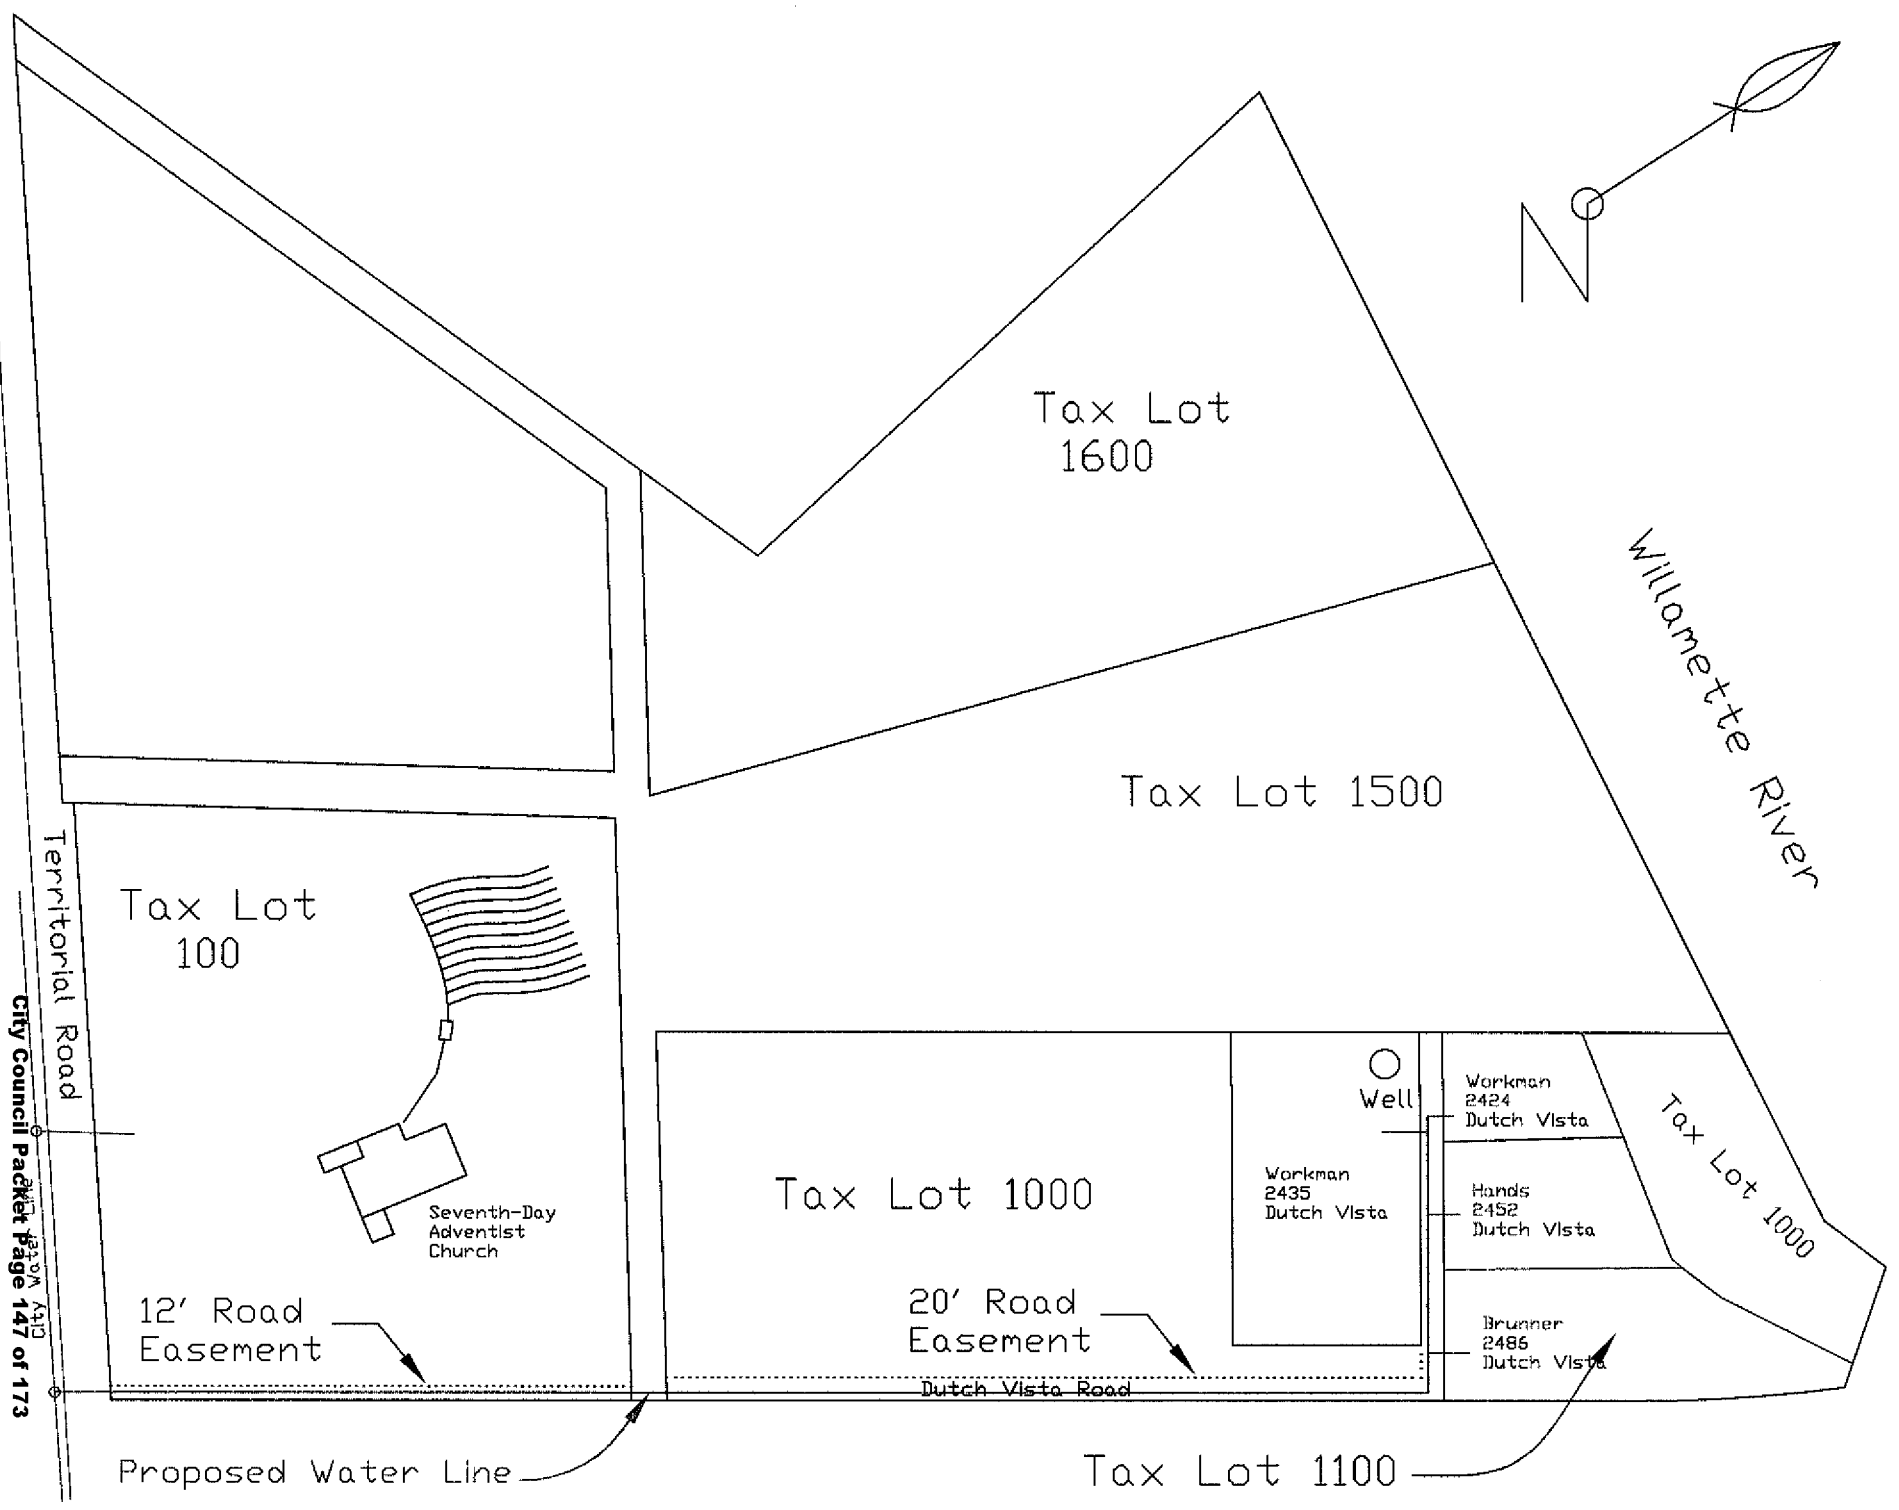 N
Tax Lot
1600
Willamette River
Tax Lot 1500
Territorial Road
Tax Lot
100
City Council Packet Page 147 of 173
City Water Line
Seventh-Day
Adventist
Church
Well
Workman
2424
Dutch Vista
Tax Lot 1000
Tax Lot 1000
Workman
2435
Dutch Vista
Hands
2452
Dutch Vista
12' Road
Easement
20' Road
Easement
Brunner
2486
Dutch Vista
Dutch Vista Road
Proposed Water Line
Tax Lot 1100